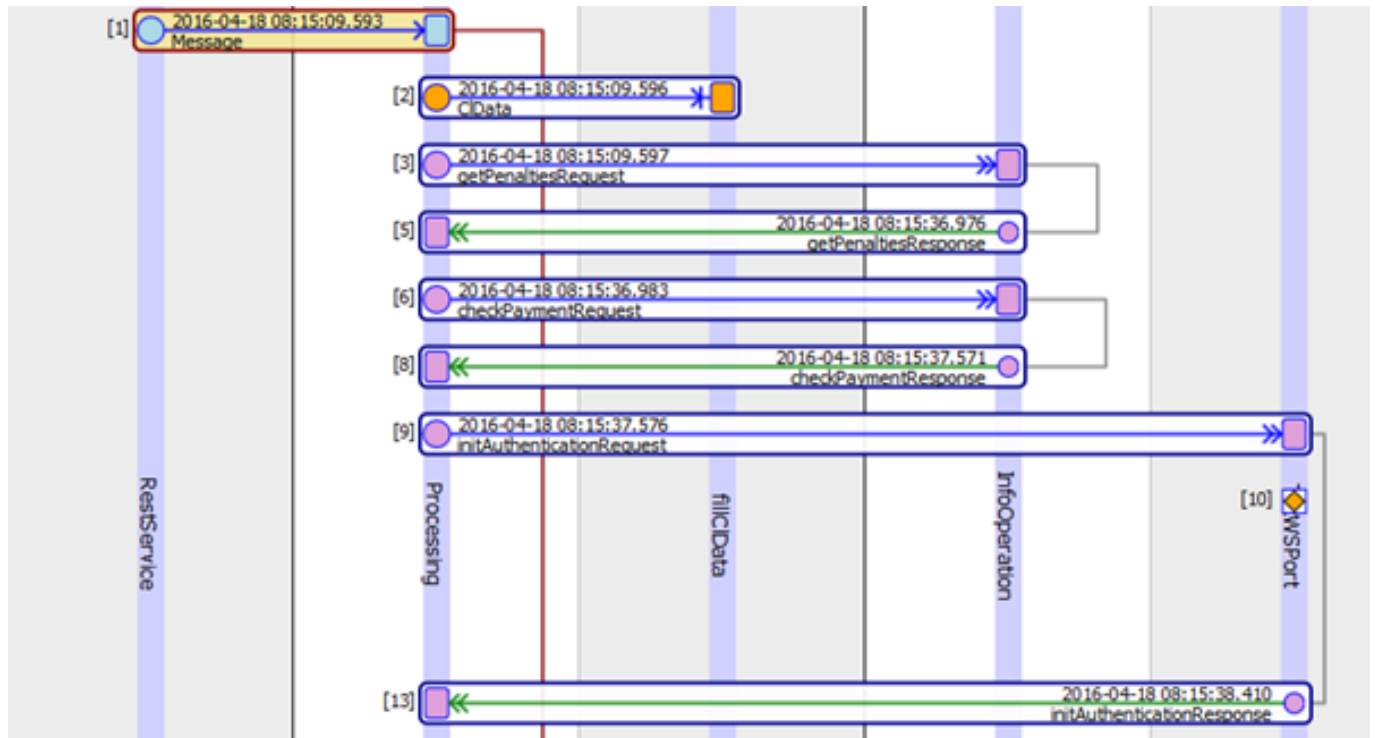 [1]
2016-04-18 08:15:09.593
Message
[2]
2016-04-18 08:15:09.596
ClData
[3]
2016-04-18 08:15:09.597
getPenaltiesRequest
[5]
2016-04-18 08:15:36.976
getPenaltiesResponse
[6]
2016-04-18 08:15:36.983
checkPaymentRequest
[8]
2016-04-18 08:15:37.571
checkPaymentResponse
[9]
2016-04-18 08:15:37.576
initAuthenticationRequest
RestService
Processing
fillClData
InfoOperation
[10]
WSPort
[13]
2016-04-18 08:15:38.410
initAuthenticationResponse